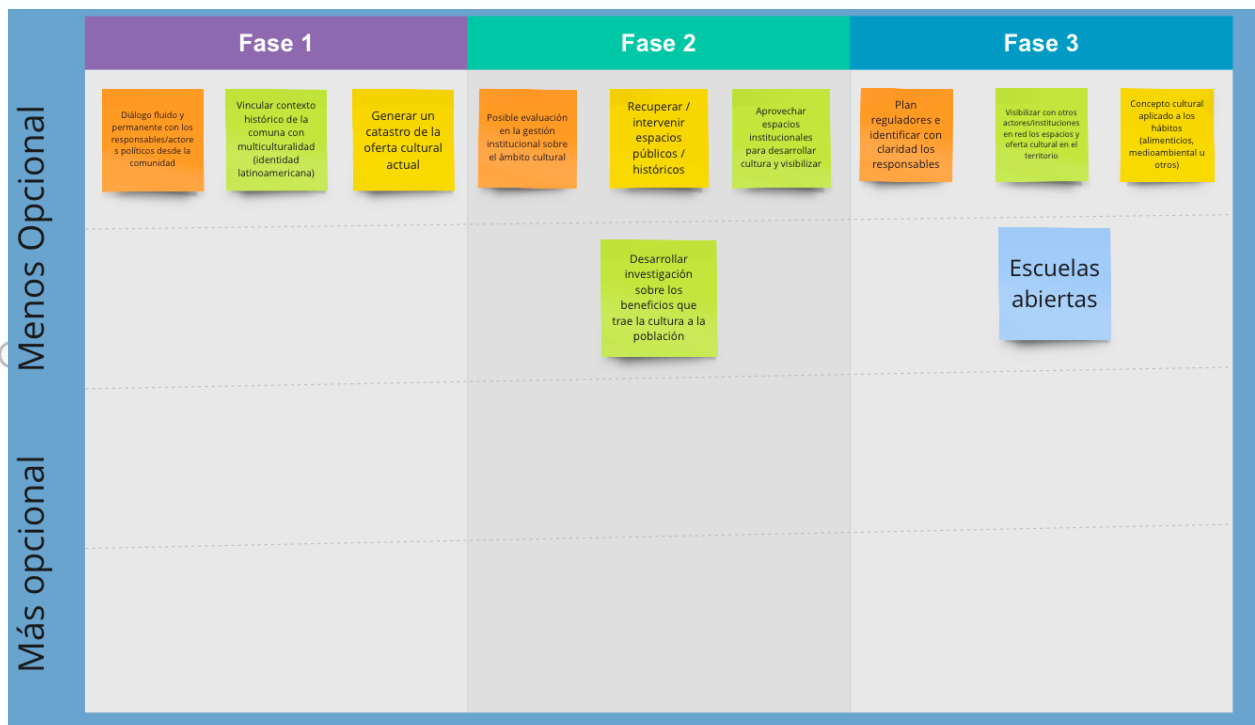 Fase 1
Fase 2
Fase 3
Menos Opcional
Diálogo fluido y
permanente con los
responsables/actore
s políticos desde la
comunidad
Vincular contexto
histórico de la
comuna con
multiculturalidad
(identidad
latinoamericana)
Generar un
catastro de la
oferta cultural
actual
Posible evaluación
en la gestión
institucional sobre
el ámbito cultural
Recuperar /
intervenir
espacios
públicos /
históricos
Aprovechar
espacios
institucionales
para desarrollar
cultura y visibilizar
Plan
reguladores e
identificar con
claridad los
responsables
Visibilizar con otros
actores/instituciones
en red los espacios y
oferta cultural en el
territorio
Concepto cultural
aplicado a los
hábitos
(alimenticios,
medioambiental u
otros)
Desarrollar
investigación
sobre los
beneficios que
trae la cultura a la
población
Escuelas
abiertas
Más opcional